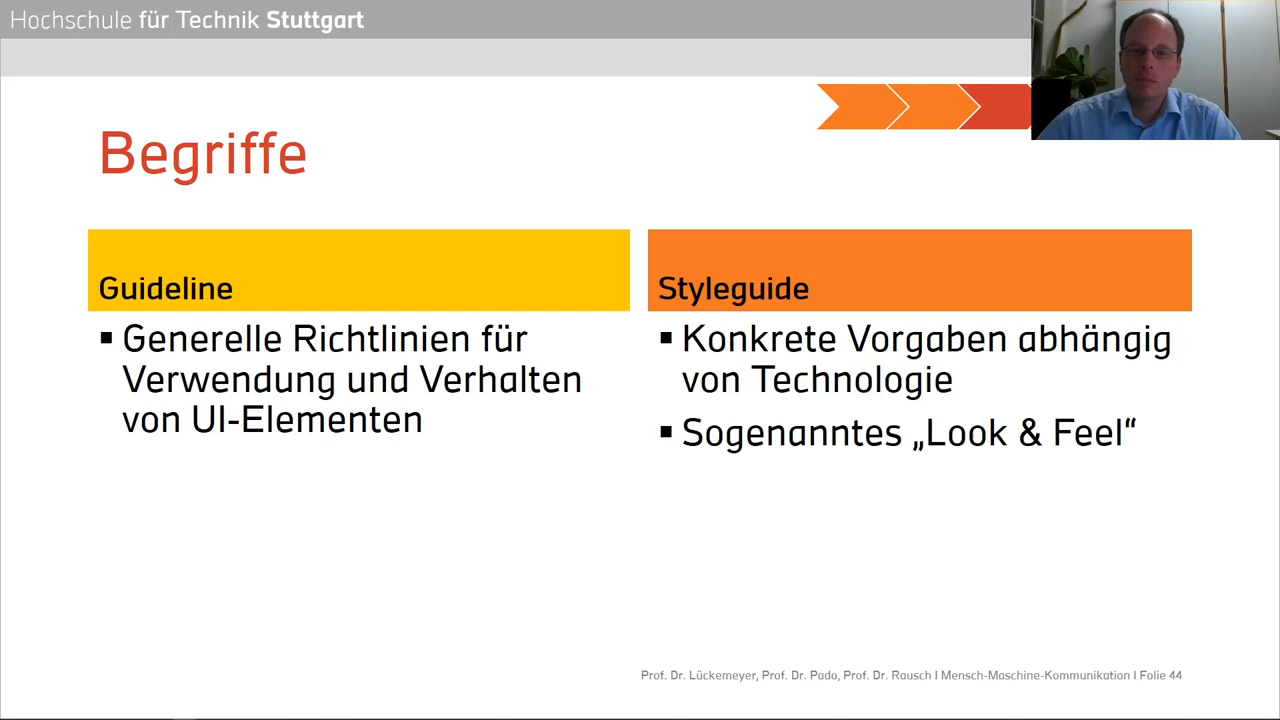 Hochschule für Technik Stuttgart
Begriffe
Guideline
▪ Generelle Richtlinien für
Verwendung und Verhalten
von UI-Elementen
Styleguide
▪ Konkrete Vorgaben abhängig
von Technologie
▪ Sogenanntes „Look & Feel“
Prof. Dr. Lückemeyer, Prof. Dr. Pado, Prof. Dr. Rausch I Mensch-Maschine-Kommunikation I Folie 44